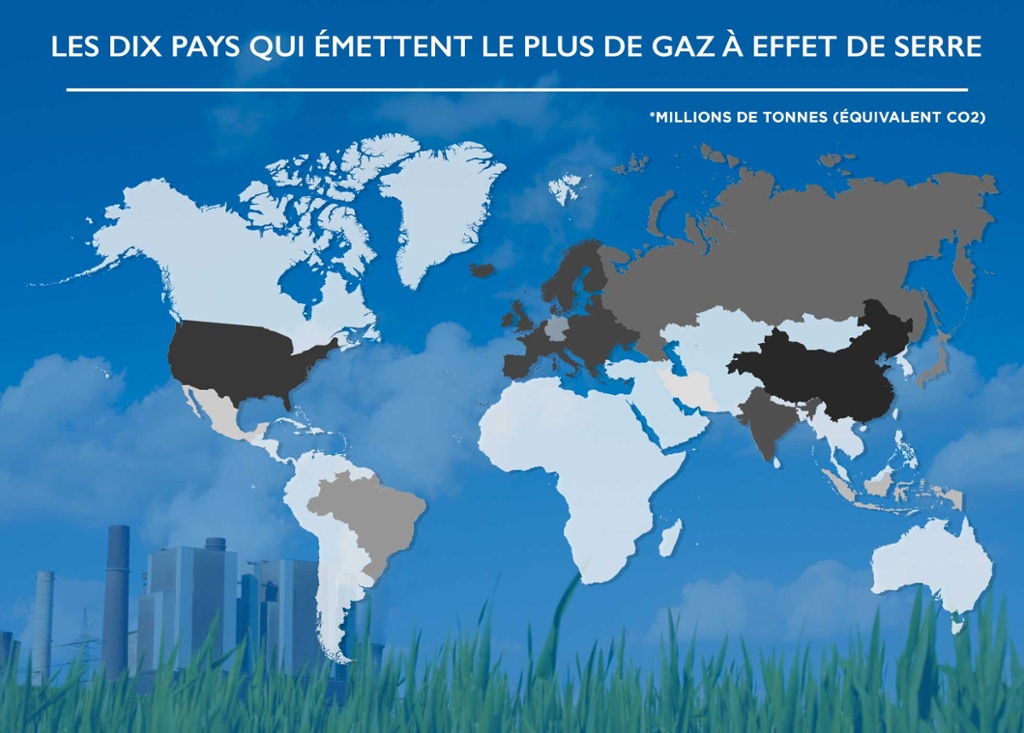 LES DIX PAYS QUI ÉMETTENT LE PLUS DE GAZ À EFFET DE SERRE
*MILLIONS DE TONNES (ÉQUIVALENT CO2)